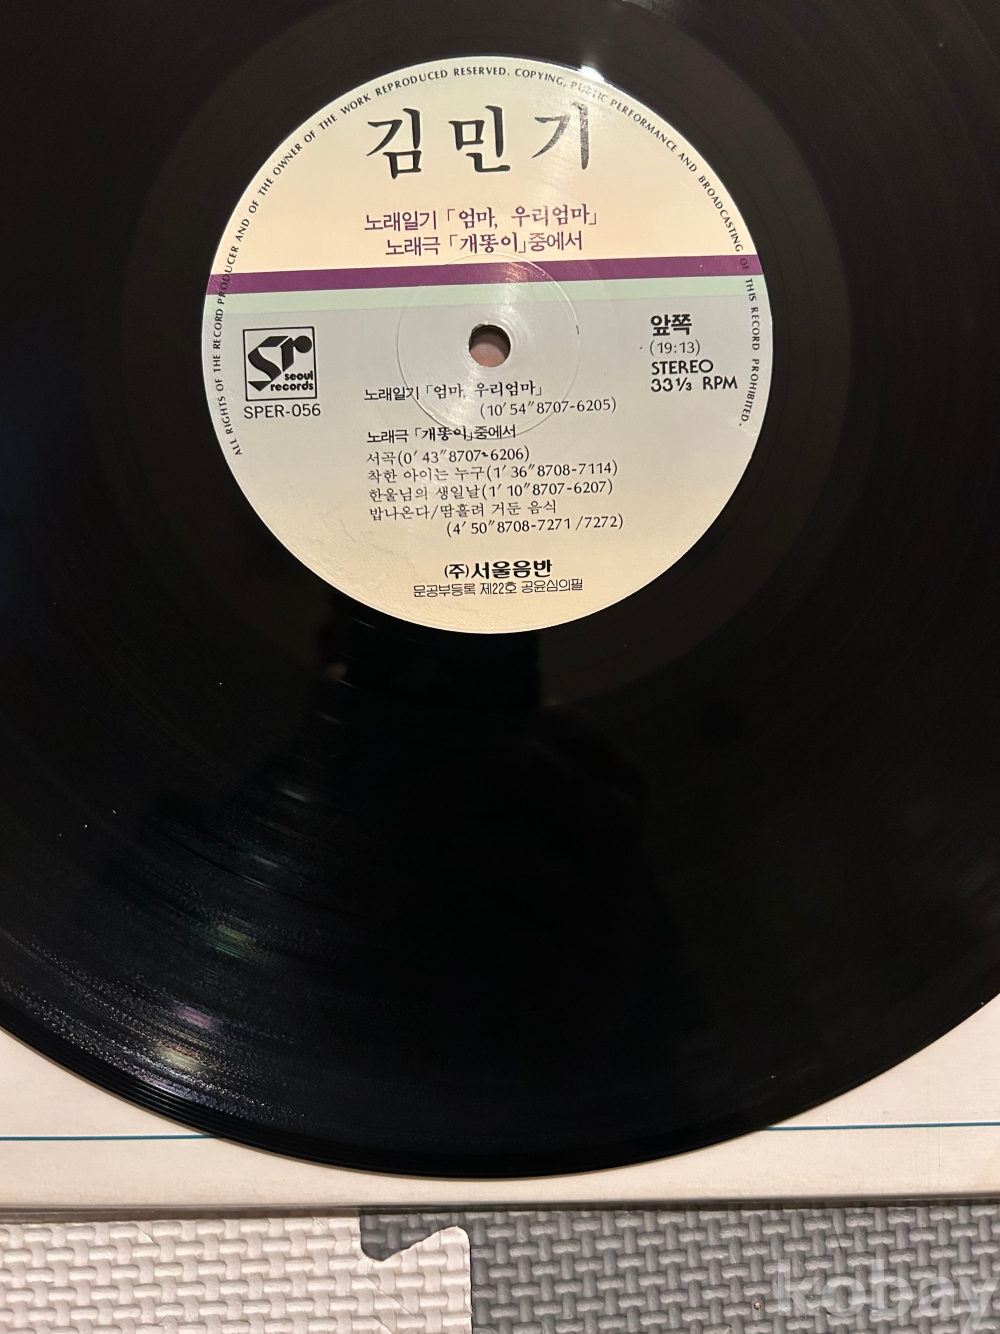 ALL RIGHTS OF THE RECORD PRODUCER AND OF THE OWNER OF THE WORK REPRODUCED RESERVED. COPYING, PUBLIC PERFORMANCE AND BROADCASTING OF THIS RECORD PROHIBITED.
김민기
노래일기「엄마, 우리엄마」
노래극「개똥이」중에서
sr
seoul
records
SPER-056
앞쪽
(19:13)
STEREO
33⅓ RPM
노래일기「엄마, 우리엄마」
(10′54″8707-6205)
노래극「개똥이」중에서
서곡(0′43″8707-6206)
착한 아이는 누구(1′36″8708-7114)
한울님의 생일날(1′10″8707-6207)
밥나온다/땀흘려 거둔 음식
(4′50″8708-7271/7272)
(주)서울음반
문공부등록 제22호 공윤심의필
kobay